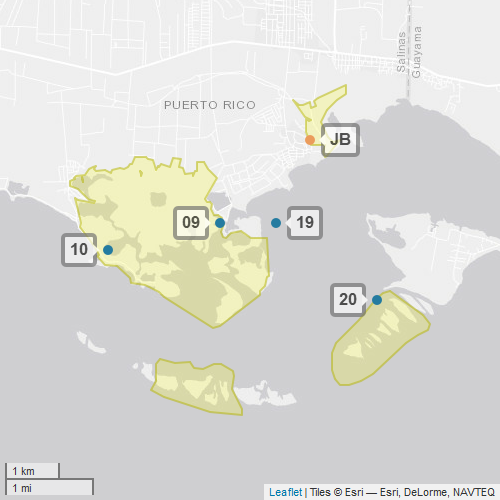 Salinas
Guayama
PUERTO RICO
JB
09
19
10
20
1 km
1 mi
Leaflet | Tiles © Esri — Esri, DeLorme, NAVTEQ